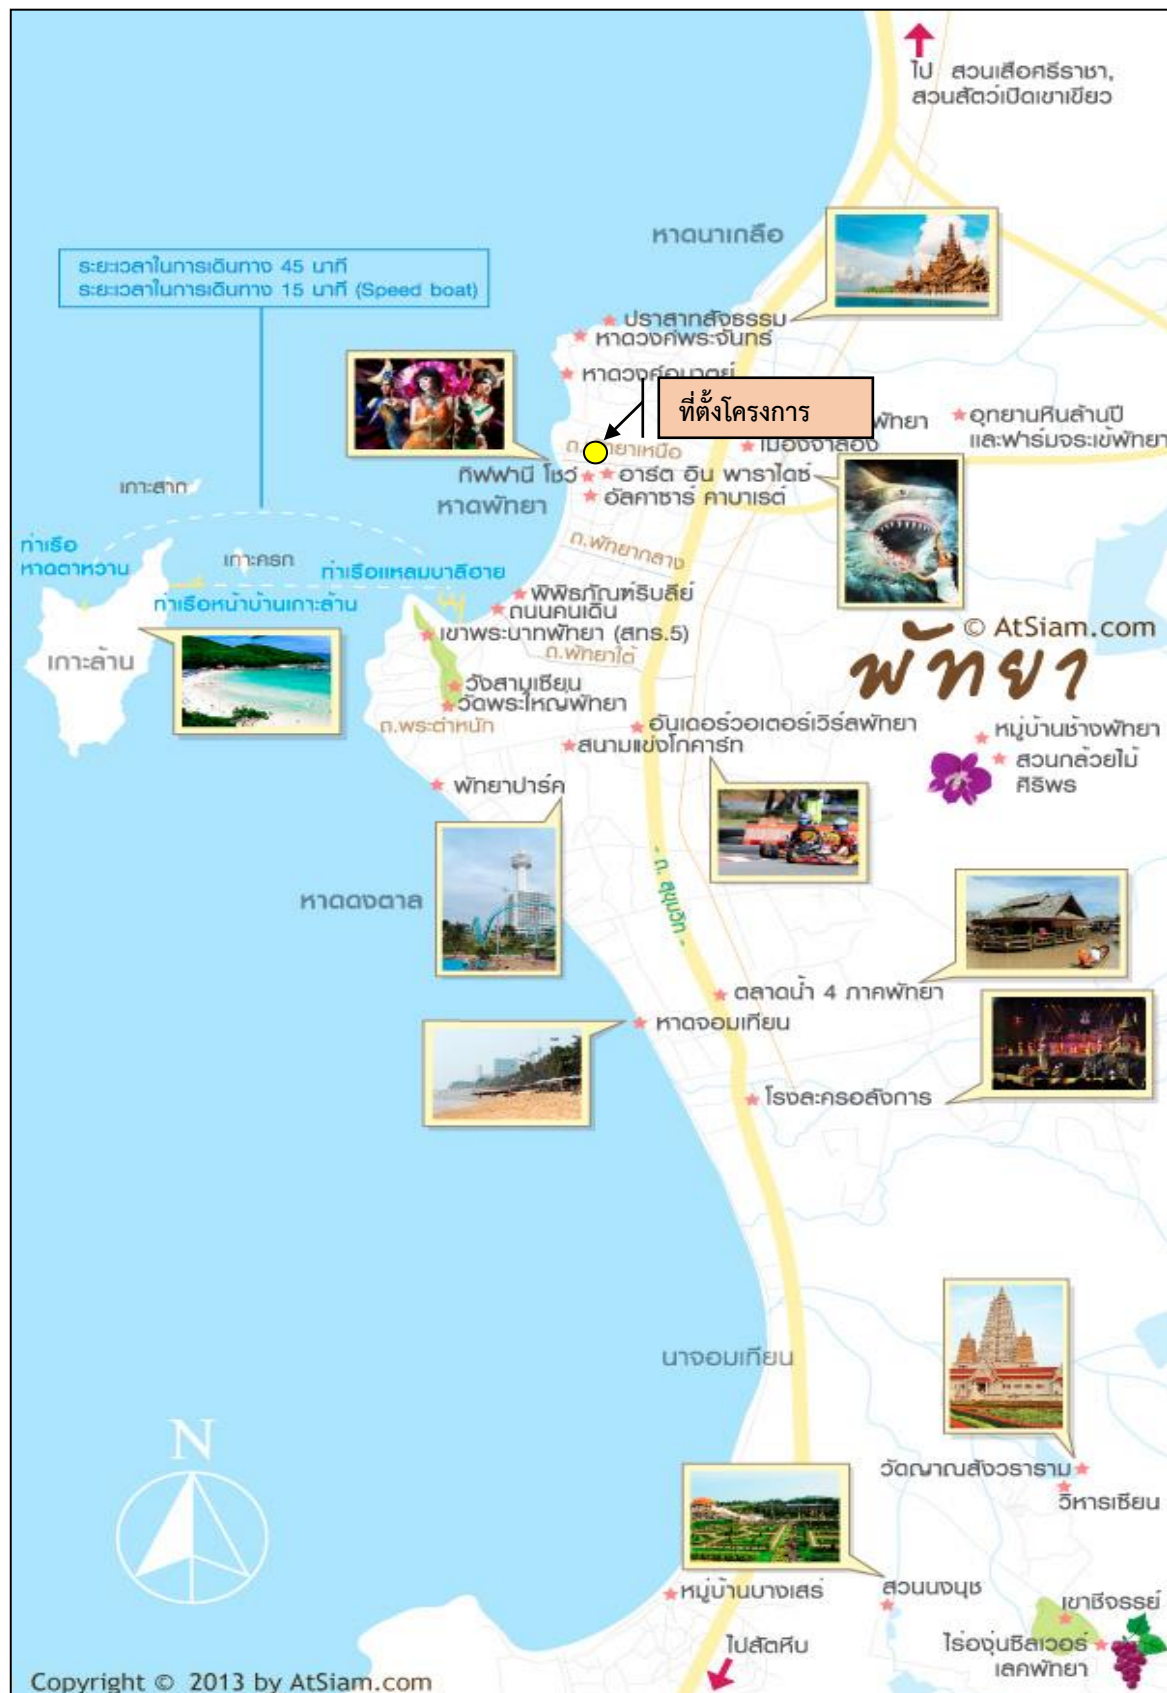 ไป สวนเสือศรีราชา,
สวนสัตว์เปิดเขาเขียว
หาดนาเกลือ
ระยะเวลาในการเดินทาง 45 นาที
ระยะเวลาในการเดินทาง 15 นาที (Speed boat)
ปราสาทสัจธรรม
หาดวงศ์พระจันทร์
หาดวงศ์อมาตย์
ที่ตั้งโครงการ
พัทยา
อุทยานหินล้านปี
และฟาร์มจระเข้พัทยา
เมืองจำลอง
ถ.
ทยาเหนือ
ทิฟฟานี โชว์
อาร์ต อิน พาราไดซ์
อัลคาซาร์ คาบาเรต์
หาดพัทยา
เกาะสาก
ถ.พัทยากลาง
ท่าเรือ
หาดตาหวาน
เกาะครก
ท่าเรือแหลมบาลีฮาย
ท่าเรือหน้าบ้านเกาะล้าน
พิพิธภัณฑ์ริบลีย์
ถนนคนเดิน
เขาพระบาทพัทยา (สทร.5)
ถ.พัทยาใต้
© AtSiam.com
พัทยา
เกาะล้าน
วังสามเซียน
วัดพระใหญ่พัทยา
ถ.พระตำหนัก
อันเดอร์วอเตอร์เวิร์ลพัทยา
สนามแข่งโกคาร์ท
หมู่บ้านช้างพัทยา
สวนกล้วยไม้
ศิริพร
พัทยาปาร์ค
หาดดงตาล
- ถ. สุขุมวิท -
ตลาดน้ำ 4 ภาคพัทยา
หาดจอมเทียน
โรงละครอลังการ
นาจอมเทียน
N
วัดญาณสังวราราม
วิหารเซียน
หมู่บ้านบางเสร่
สวนนงนุช
เขาชีจรรย์
ไร่องุ่นซิลเวอร์
เลคพัทยา
ไปสัตหีบ
Copyright © 2013 by AtSiam.com